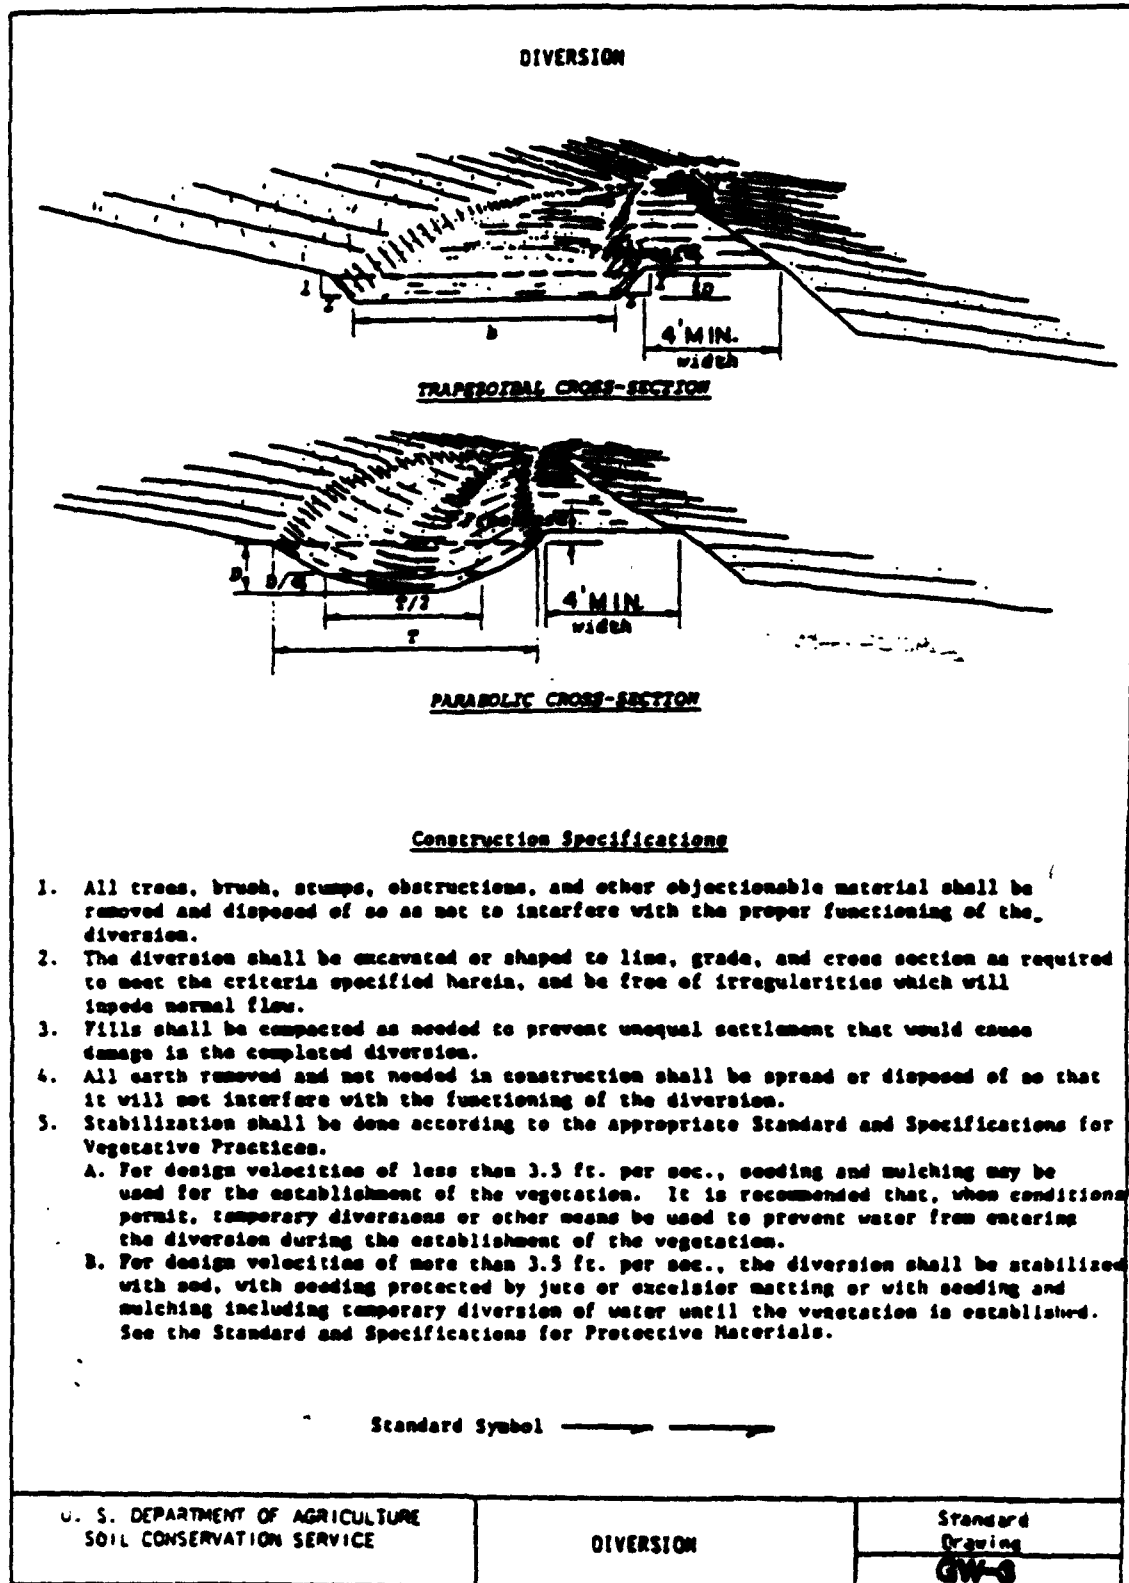 DIVERSION
1
Z
b
D
1
Z
4' MIN.
width
TRAPEZOIDAL CROSS-SECTION
Freeboard
D
D/4
T/2
T
4' MIN.
width
PARABOLIC CROSS-SECTION
Construction Specifications
1. All trees, brush, stumps, obstructions, and other objectionable material shall be
removed and disposed of so as not to interfere with the proper functioning of the
diversion.
2. The diversion shall be excavated or shaped to line, grade, and cross section as required
to meet the criteria specified herein, and be free of irregularities which will
impede normal flow.
3. Fills shall be compacted as needed to prevent unequal settlement that would cause
damage in the completed diversion.
4. All earth removed and not needed in construction shall be spread or disposed of so that
it will not interfere with the functioning of the diversion.
5. Stabilization shall be done according to the appropriate Standard and Specifications for
Vegetative Practices.
A. For design velocities of less than 3.5 ft. per sec., seeding and mulching may be
used for the establishment of the vegetation. It is recommended that, when conditions
permit, temporary diversions or other means be used to prevent water from entering
the diversion during the establishment of the vegetation.
B. For design velocities of more than 3.5 ft. per sec., the diversion shall be stabilized
with sod, with seeding protected by jute or excelsior matting or with seeding and
mulching including temporary diversion of water until the vegetation is established.
See the Standard and Specifications for Protective Materials.
Standard Symbol
U. S. DEPARTMENT OF AGRICULTURE
SOIL CONSERVATION SERVICE
DIVERSION
Standard
Drawing
GW-3